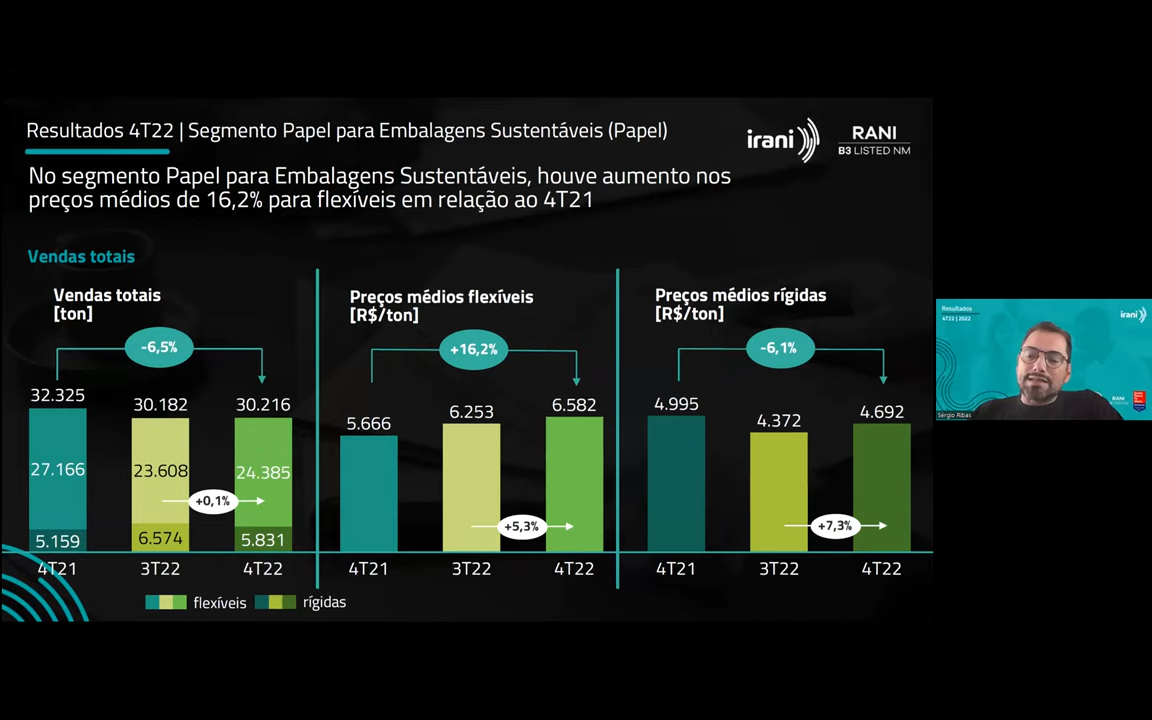 Resultados 4T22 | Segmento Papel para Embalagens Sustentáveis (Papel)
irani
RANI
B3 LISTED NM
No segmento Papel para Embalagens Sustentáveis, houve aumento nos
preços médios de 16,2% para flexíveis em relação ao 4T21
Vendas totais
Vendas totais
[ton]
-6,5%
32.325
30.182
30.216
27.166
23.608
24.385
+0,1%
5.159
6.574
5.831
4T21
3T22
4T22
Preços médios flexíveis
[R$/ton]
+16,2%
5.666
6.253
6.582
+5,3%
4T21
3T22
4T22
Preços médios rígidas
[R$/ton]
-6,1%
4.995
4.372
4.692
+7,3%
4T21
3T22
4T22
flexíveis
rígidas
Resultados
4T22 | 2022
irani
RANI
Sérgio Ribas